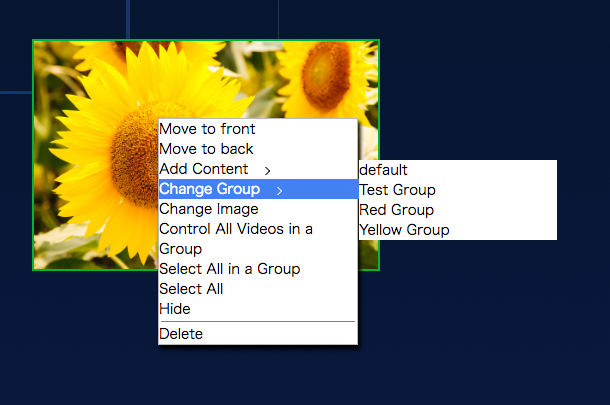 Move to front
Move to back
Add Content >
Change Group >
Change Image
Control All Videos in a
Group
Select All in a Group
Select All
Hide
Delete
default
Test Group
Red Group
Yellow Group